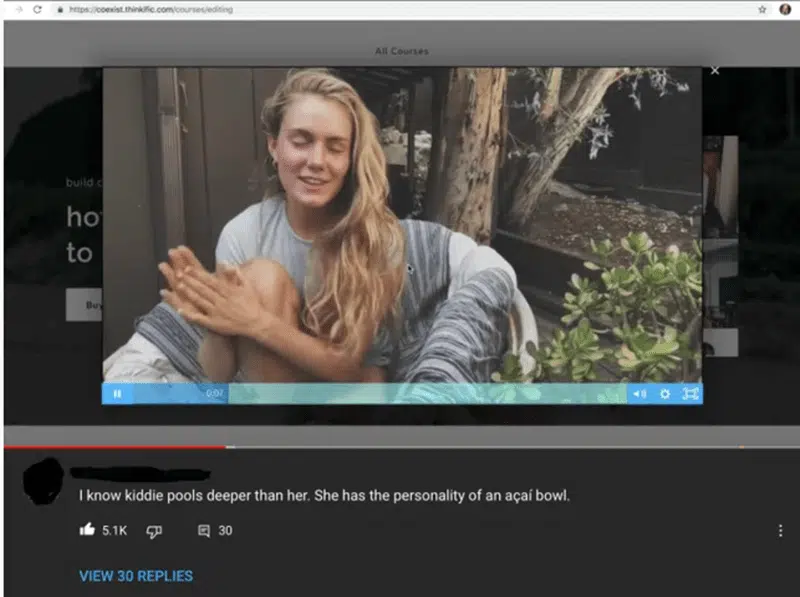 https://coexist.thinkific.com/courses/editing
All Courses
build c
ho
to
Buy
0:07
I know kiddie pools deeper than her. She has the personality of an açaí bowl.
5.1K
30
VIEW 30 REPLIES